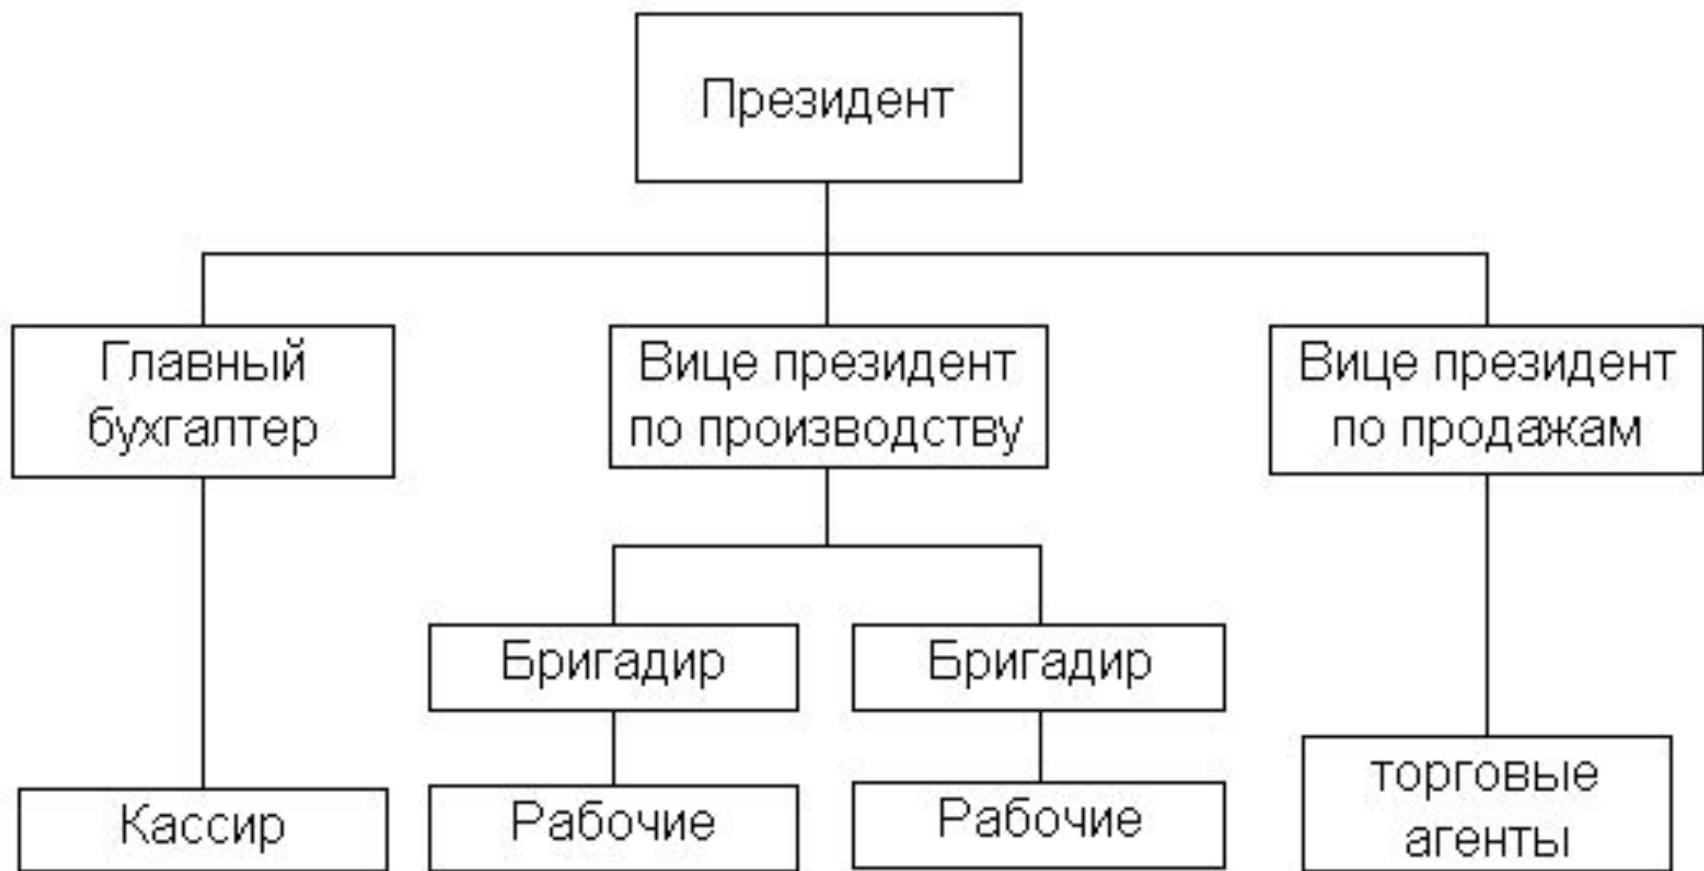 Президент
Главный
бухгалтер
Вице президент
по производству
Вице президент
по продажам
Бригадир
Бригадир
Кассир
Рабочие
Рабочие
торговые
агенты